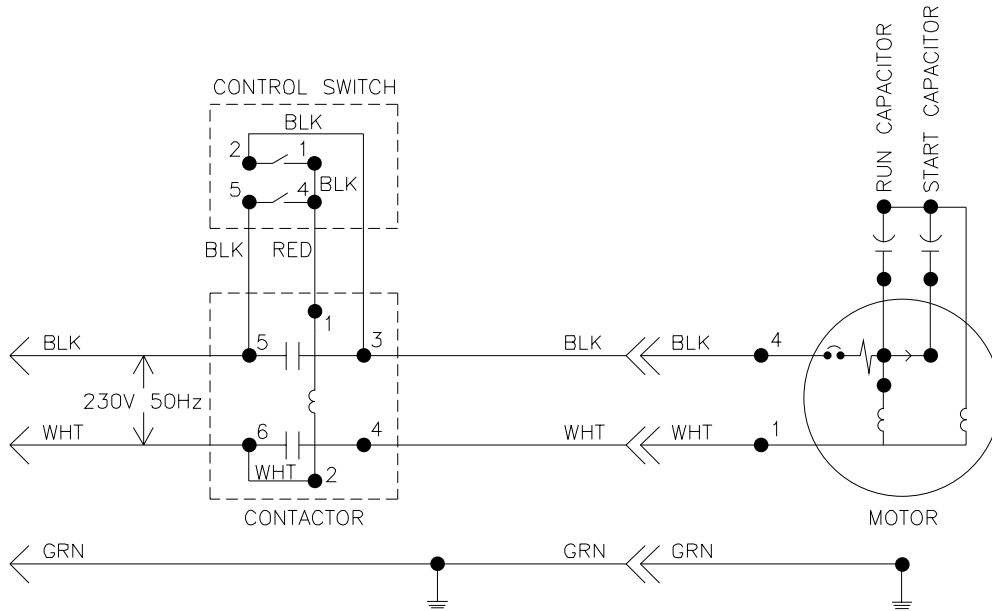 CONTROL SWITCH
BLK
2 1
BLK
5 4
BLK RED
RUN CAPACITOR
START CAPACITOR
1
BLK 5 3 BLK BLK 4
230V 50Hz
WHT 6 4 WHT WHT 1
WHT 2
CONTACTOR
MOTOR
GRN GRN GRN